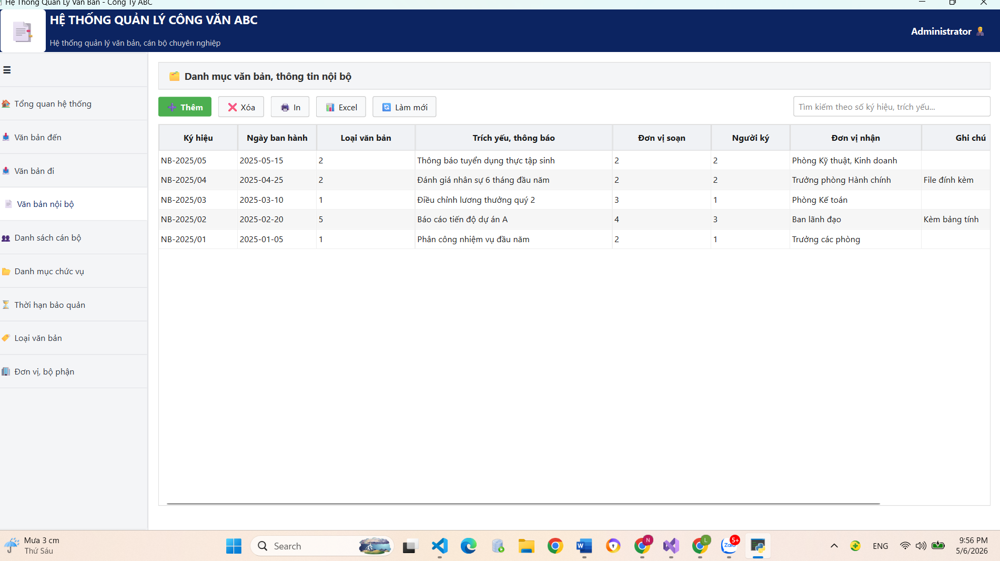 Hệ Thống Quản Lý Văn Bản - Công Ty ABC
HỆ THỐNG QUẢN LÝ CÔNG VĂN ABC
Hệ thống quản lý văn bản, cán bộ chuyên nghiệp
Administrator
Tổng quan hệ thống
Văn bản đến
Văn bản đi
Văn bản nội bộ
Danh sách cán bộ
Danh mục chức vụ
Thời hạn bảo quản
Loại văn bản
Đơn vị, bộ phận
Danh mục văn bản, thông tin nội bộ
Thêm Xóa In Excel Làm mới Tìm kiếm theo số ký hiệu, trích yếu...
Ký hiệu Ngày ban hành Loại văn bản Trích yếu, thông báo Đơn vị soạn Người ký Đơn vị nhận Ghi chú
NB-2025/05 2025-05-15 2 Thông báo tuyển dụng thực tập sinh 2 2 Phòng Kỹ thuật, Kinh doanh
NB-2025/04 2025-04-25 2 Đánh giá nhân sự 6 tháng đầu năm 2 2 Trưởng phòng Hành chính File đính kèm
NB-2025/03 2025-03-10 1 Điều chỉnh lương thưởng quý 2 3 1 Phòng Kế toán
NB-2025/02 2025-02-20 5 Báo cáo tiến độ dự án A 4 3 Ban lãnh đạo Kèm bảng tính
NB-2025/01 2025-01-05 1 Phân công nhiệm vụ đầu năm 2 1 Trưởng các phòng
Mưa 3 cm
Thứ Sáu
Search
N
L
Zalo
5+
ENG
9:56 PM
5/6/2026